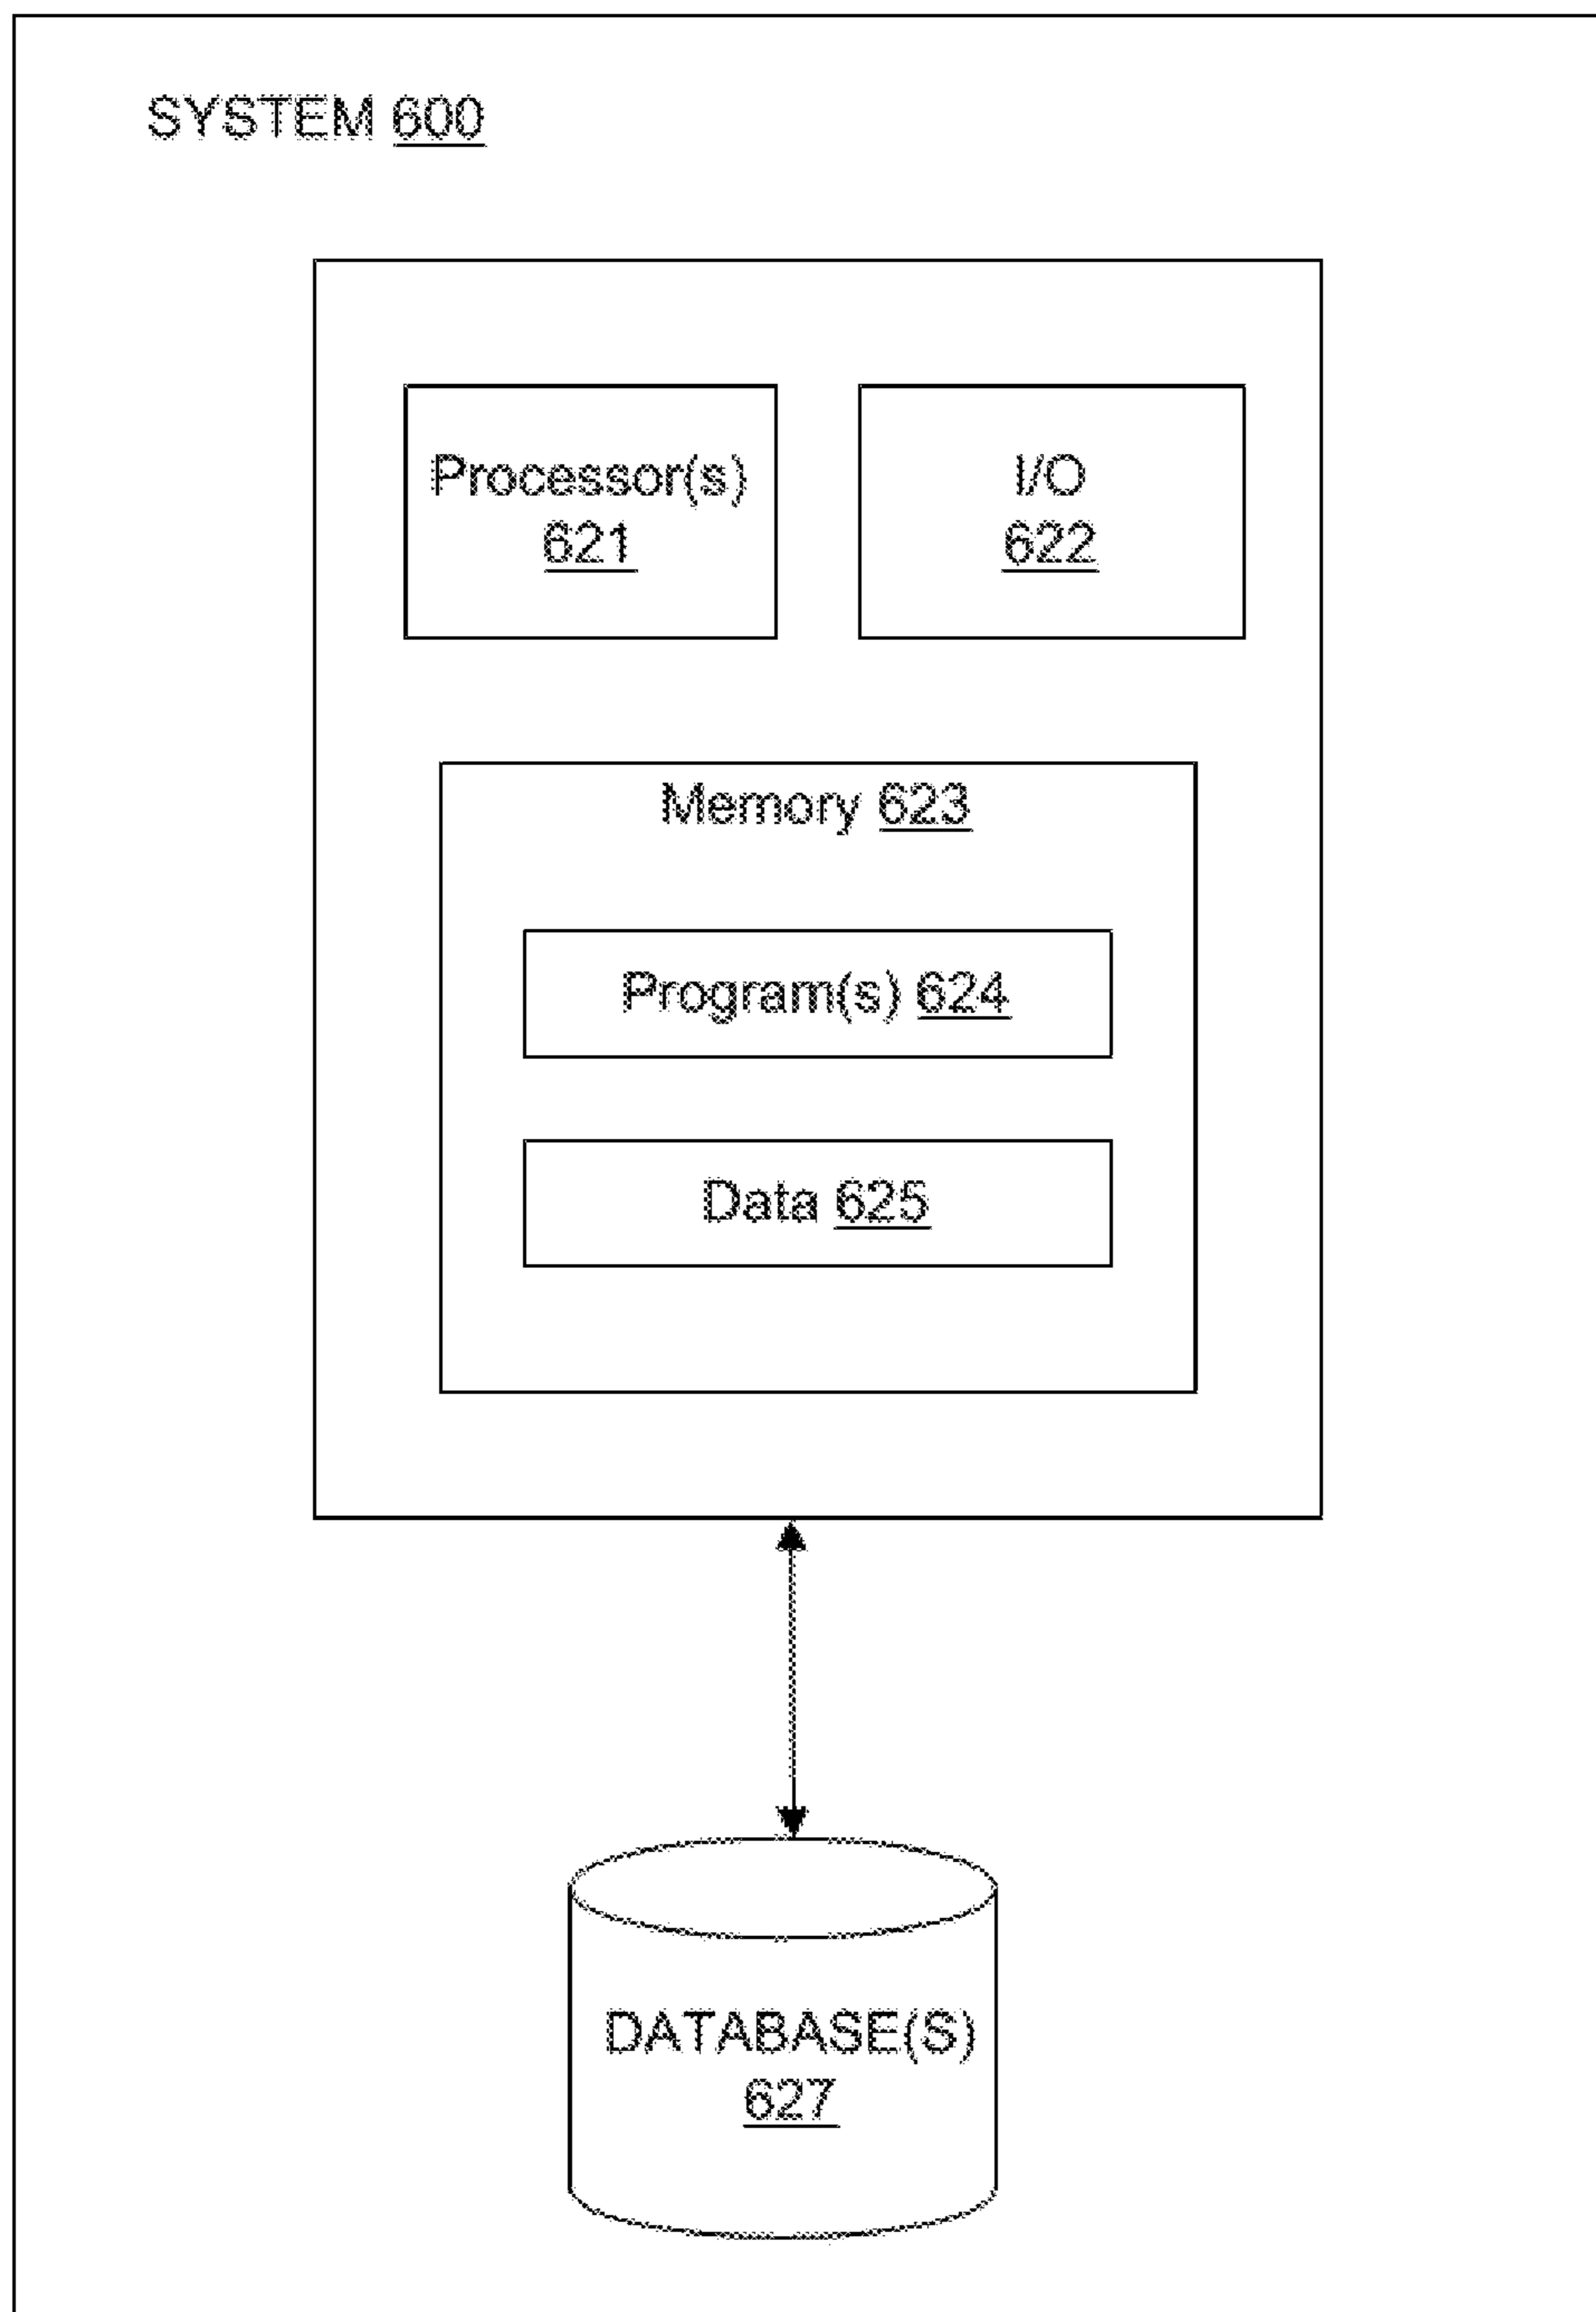 SYSTEM 600
Processor(s)
621
I/O
622
Memory 623
Program(s) 624
Data 625
DATABASE(S)
627